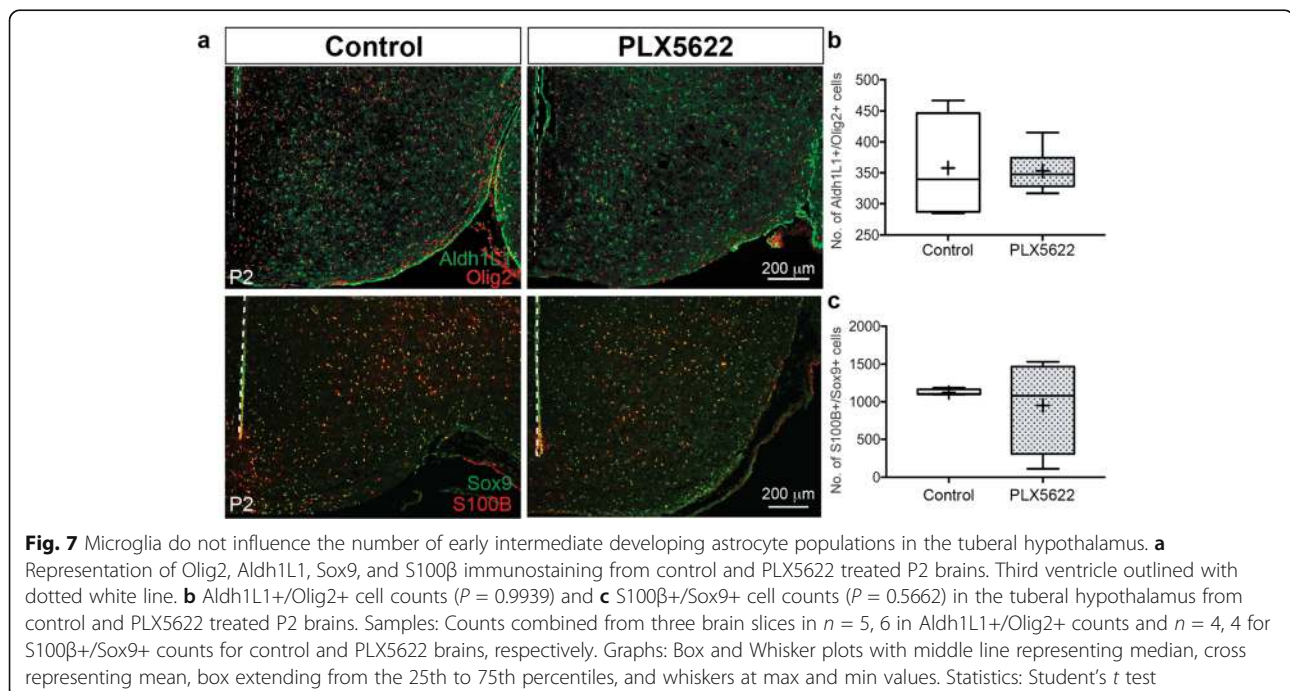 a
Control
PLX5622
b
P2
Aldh1L1
Olig2
200 μm
No. of Aldh1L1+/Olig2+ cells
500
450
400
350
300
250
Control
PLX5622
P2
Sox9
S100B
200 μm
c
No. of S100B+/Sox9+ cells
2000
1500
1000
500
0
Control
PLX5622
Fig. 7 Microglia do not influence the number of early intermediate developing astrocyte populations in the tuberal hypothalamus. a
Representation of Olig2, Aldh1L1, Sox9, and S100β immunostaining from control and PLX5622 treated P2 brains. Third ventricle outlined with
dotted white line. b Aldh1L1+/Olig2+ cell counts (P = 0.9939) and c S100β+/Sox9+ cell counts (P = 0.5662) in the tuberal hypothalamus from
control and PLX5622 treated P2 brains. Samples: Counts combined from three brain slices in n = 5, 6 in Aldh1L1+/Olig2+ counts and n = 4, 4 for
S100β+/Sox9+ counts for control and PLX5622 brains, respectively. Graphs: Box and Whisker plots with middle line representing median, cross
representing mean, box extending from the 25th to 75th percentiles, and whiskers at max and min values. Statistics: Student's t test